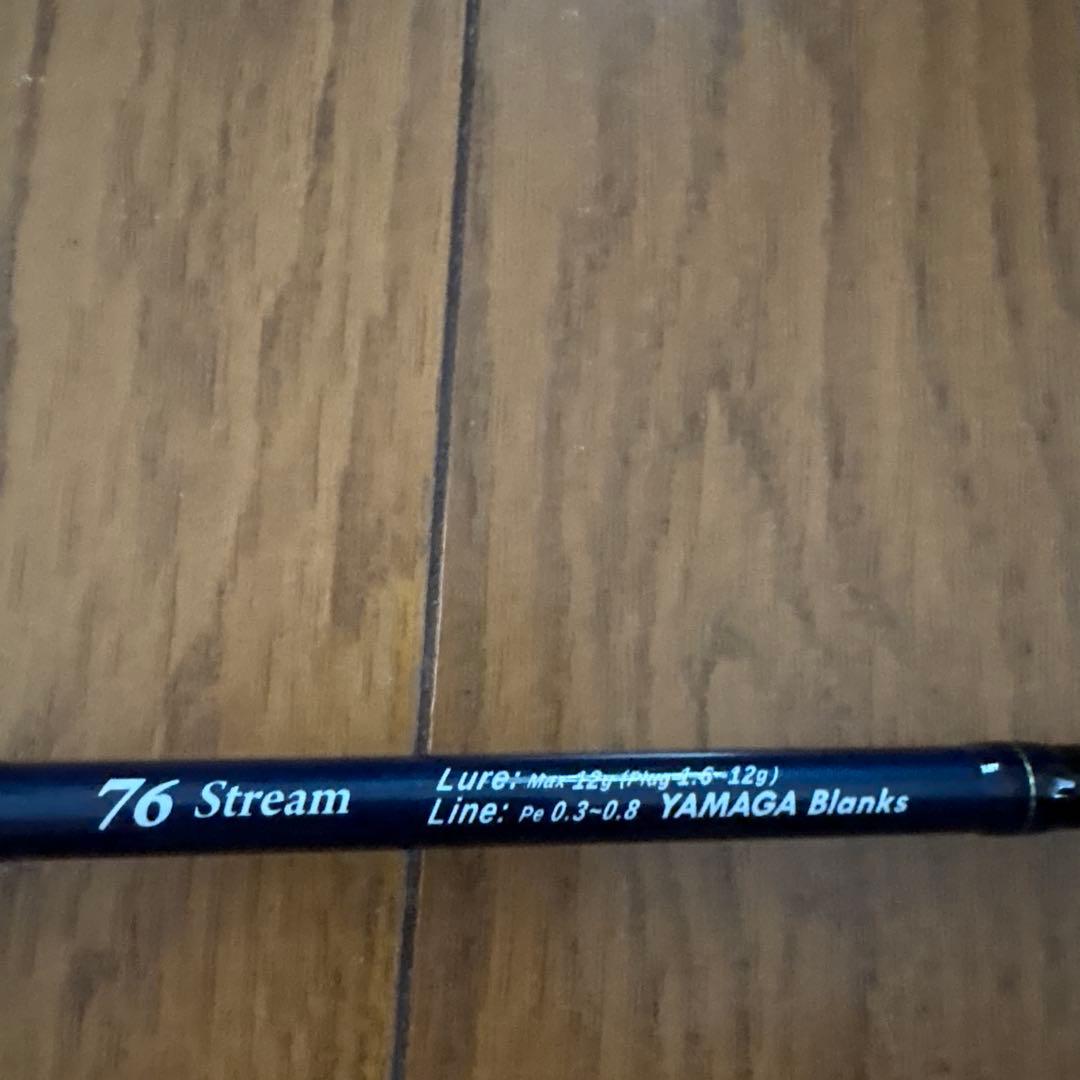 76 Stream
Lure: Max 12g (Plug 1.6~12g)
Line: Pe 0.3~0.8 YAMAGA Blanks